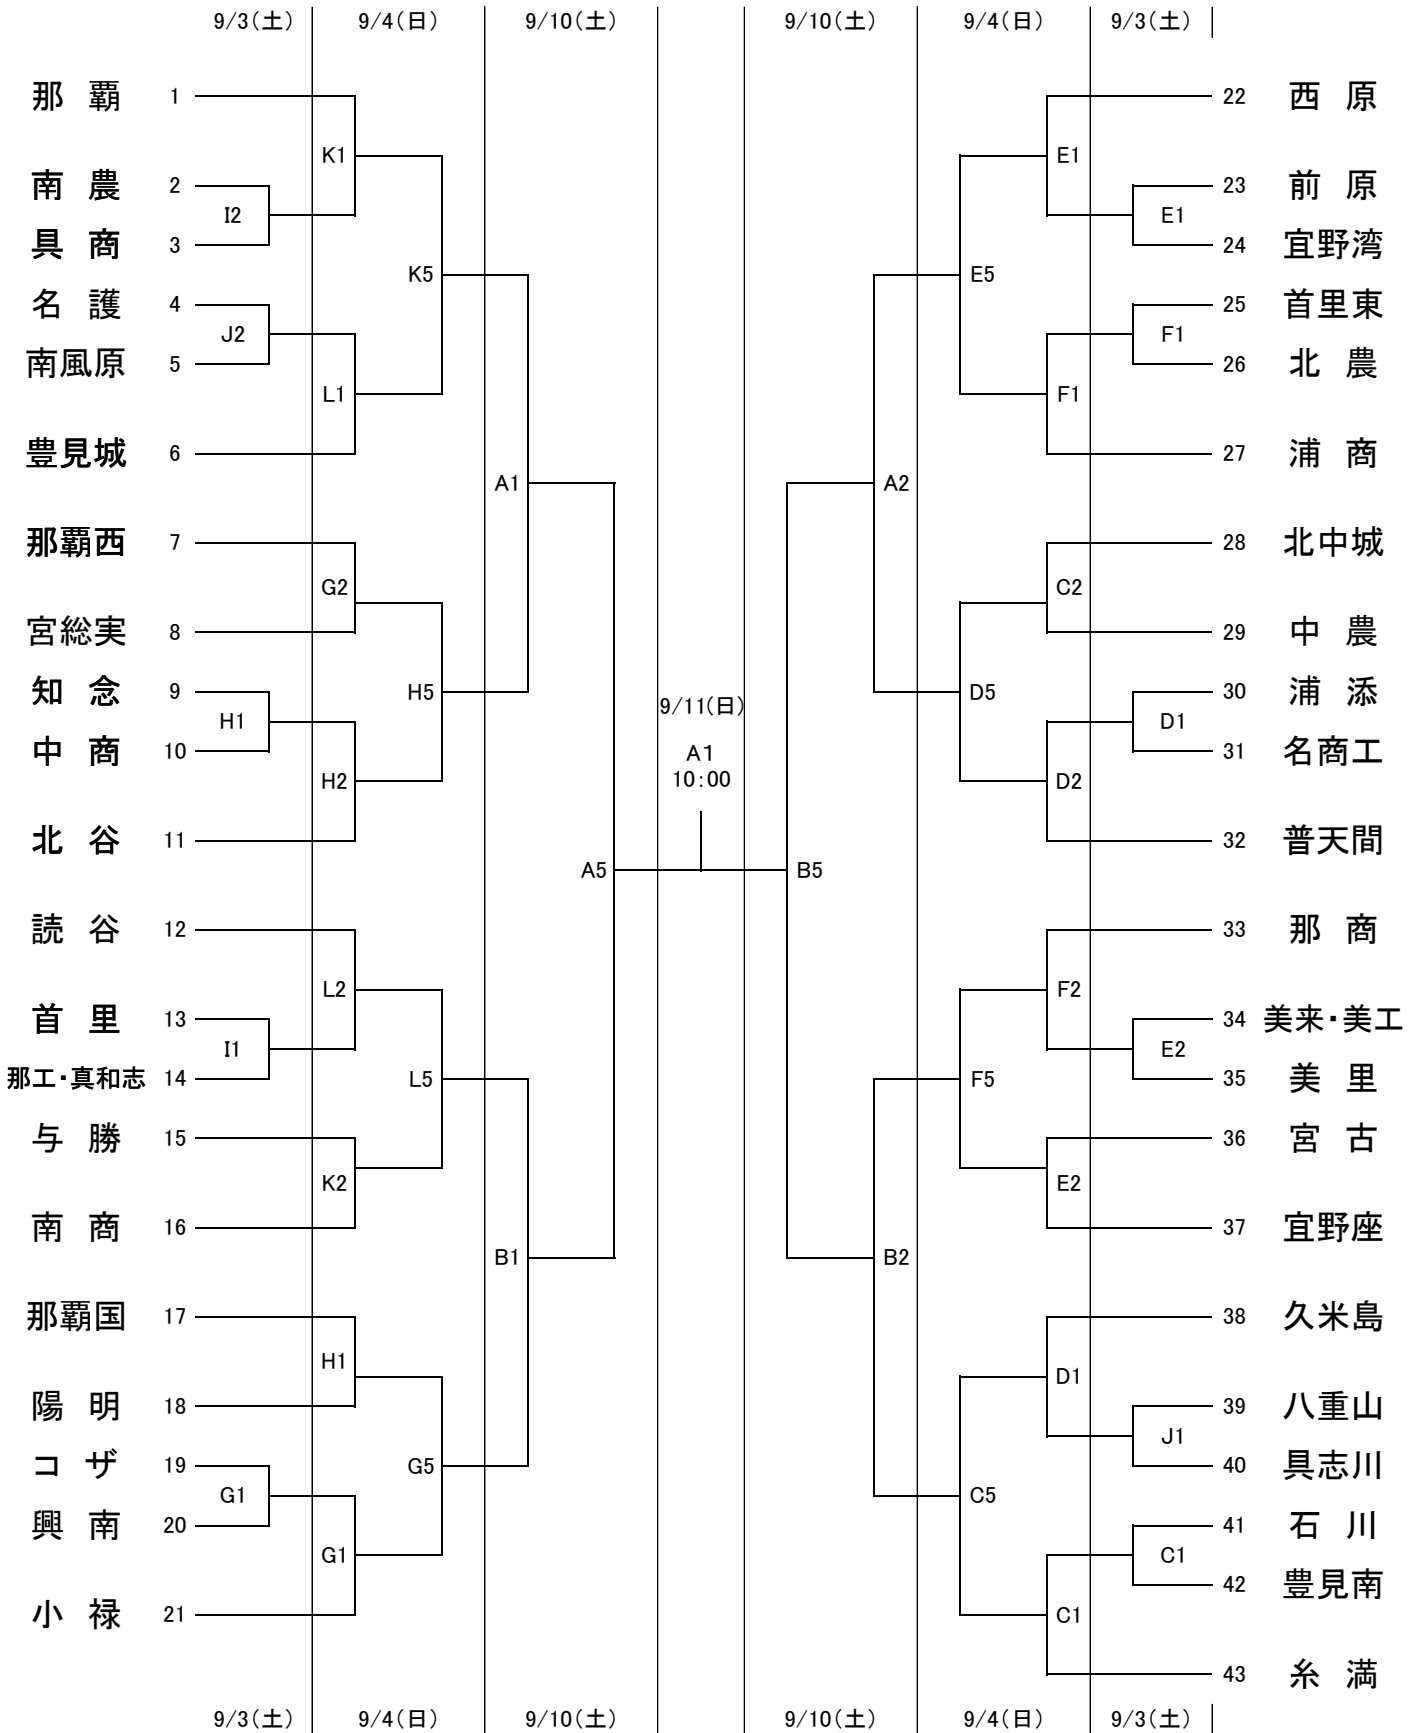 9/3(土) 9/4(日) 9/10(土) 9/10(土) 9/4(日) 9/3(土)
那 覇 1
K1
南 農 2
I2
具 商 3
K5
名 護 4
J2
南風原 5
L1
豊見城 6
A1
那覇西 7
G2
宮総実 8
知 念 9
H5
H1
中 商 10
H2
北 谷 11
A5
読 谷 12
L2
首 里 13
I1
那工・真和志 14
L5
与 勝 15
K2
南 商 16
B1
那覇国 17
H1
陽 明 18
コ ザ 19
G5
G1
興 南 20
G1
小 禄 21
9/11(日)
A1
10:00
22 西 原
E1
23 前 原
E1
24 宜野湾
E5
25 首里東
F1
26 北 農
F1
27 浦 商
A2
28 北中城
C2
29 中 農
30 浦 添
D5
D1
31 名商工
D2
32 普天間
B5
33 那 商
F2
34 美来・美工
E2
35 美 里
F5
36 宮 古
E2
37 宜野座
B2
38 久米島
D1
39 八重山
J1
40 具志川
C5
41 石 川
C1
42 豊見南
C1
43 糸 満
9/3(土) 9/4(日) 9/10(土) 9/10(土) 9/4(日) 9/3(土)